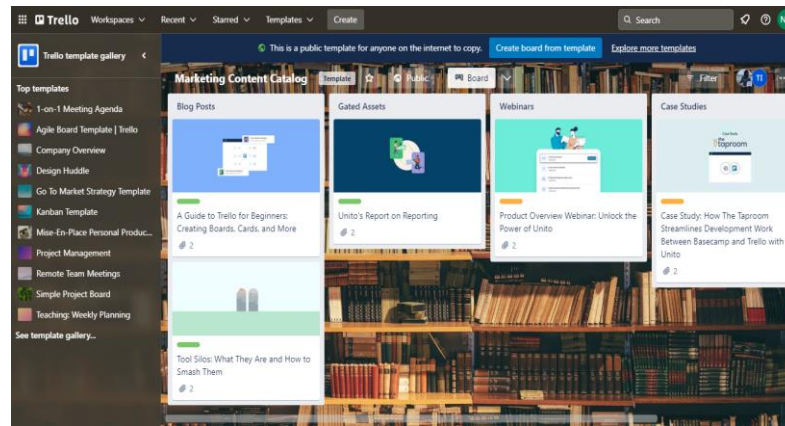 Trello
Workspaces
Recent
Starred
Templates
Create
Search
Trello template gallery
This is a public template for anyone on the internet to copy.
Create board from template
Explore more templates
Marketing Content Catalog
Template
Public
Board
Filter
TI
Top templates
1-on-1 Meeting Agenda
Agile Board Template | Trello
Company Overview
Design Huddle
Go To Market Strategy Template
Kanban Template
Mise-En-Place Personal Produc...
Project Management
Remote Team Meetings
Simple Project Board
Teaching: Weekly Planning
See template gallery...
Blog Posts
A Guide to Trello for Beginners:
Creating Boards, Cards, and More
2
Tool Silos: What They Are and How to
Smash Them
2
Gated Assets
Unito's Report on Reporting
2
Webinars
Product Overview Webinar: Unlock the
Power of Unito
2
Case Studies
taproom
Case Study: How The Taproom
Streamlines Development Work
Between Basecamp and Trello with
Unito
2